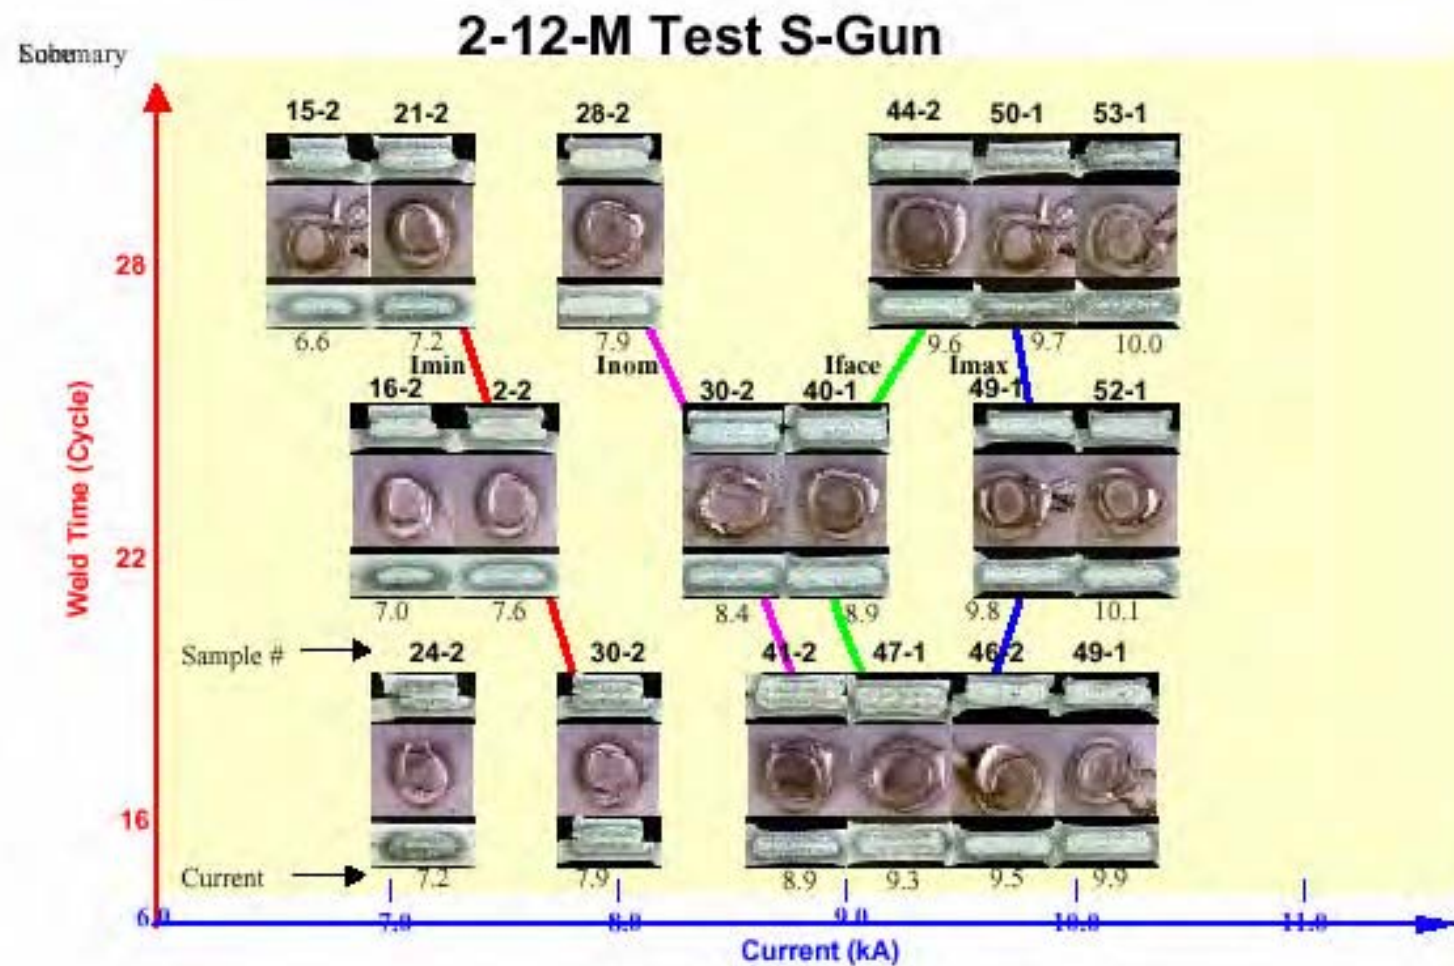 2-12-M Test S-Gun
15-2 21-2 28-2 44-2 50-1 53-1
28
6.6 7.2 7.9 9.6 9.7 10.0
Imin Inom Iface Imax
16-2 2-2 30-2 40-1 49-1 52-1
Weld Time (Cycle)
22
7.0 7.6 8.4 8.9 9.8 10.1
Sample # 24-2 30-2 41-2 47-1 46-2 49-1
16
Current 7.2 7.9 8.9 9.3 9.5 9.9
6.0 7.0 8.0 9.0 10.0 11.0
Current (kA)